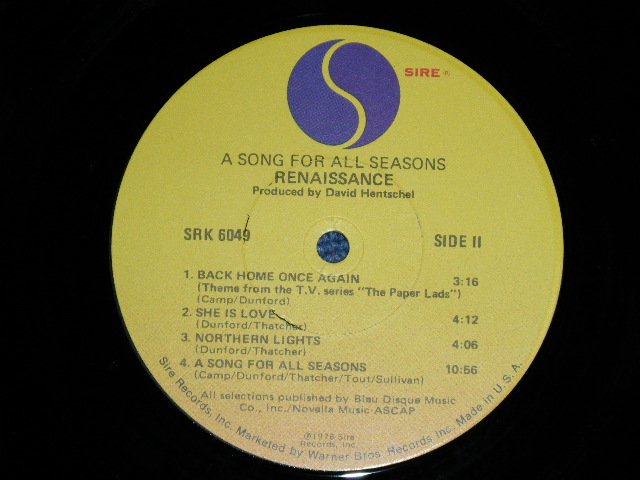 SIRE ®
A SONG FOR ALL SEASONS
RENAISSANCE
Produced by David Hentschel
SRK 6049
SIDE II
1. BACK HOME ONCE AGAIN 3:16
(Theme from the T.V. series "The Paper Lads")
(Camp/Dunford)
2. SHE IS LOVE 4:12
(Dunford/Thatcher)
3. NORTHERN LIGHTS 4:06
(Dunford/Thatcher)
4. A SONG FOR ALL SEASONS 10:56
(Camp/Dunford/Thatcher/Tout/Sullivan)
All selections published by Blau Disque Music
Co., Inc./Novalla Music-ASCAP
℗1978 Sire
Records, Inc.
Sire Records, Inc. Marketed by Warner Bros. Records Inc. Made in U.S.A.